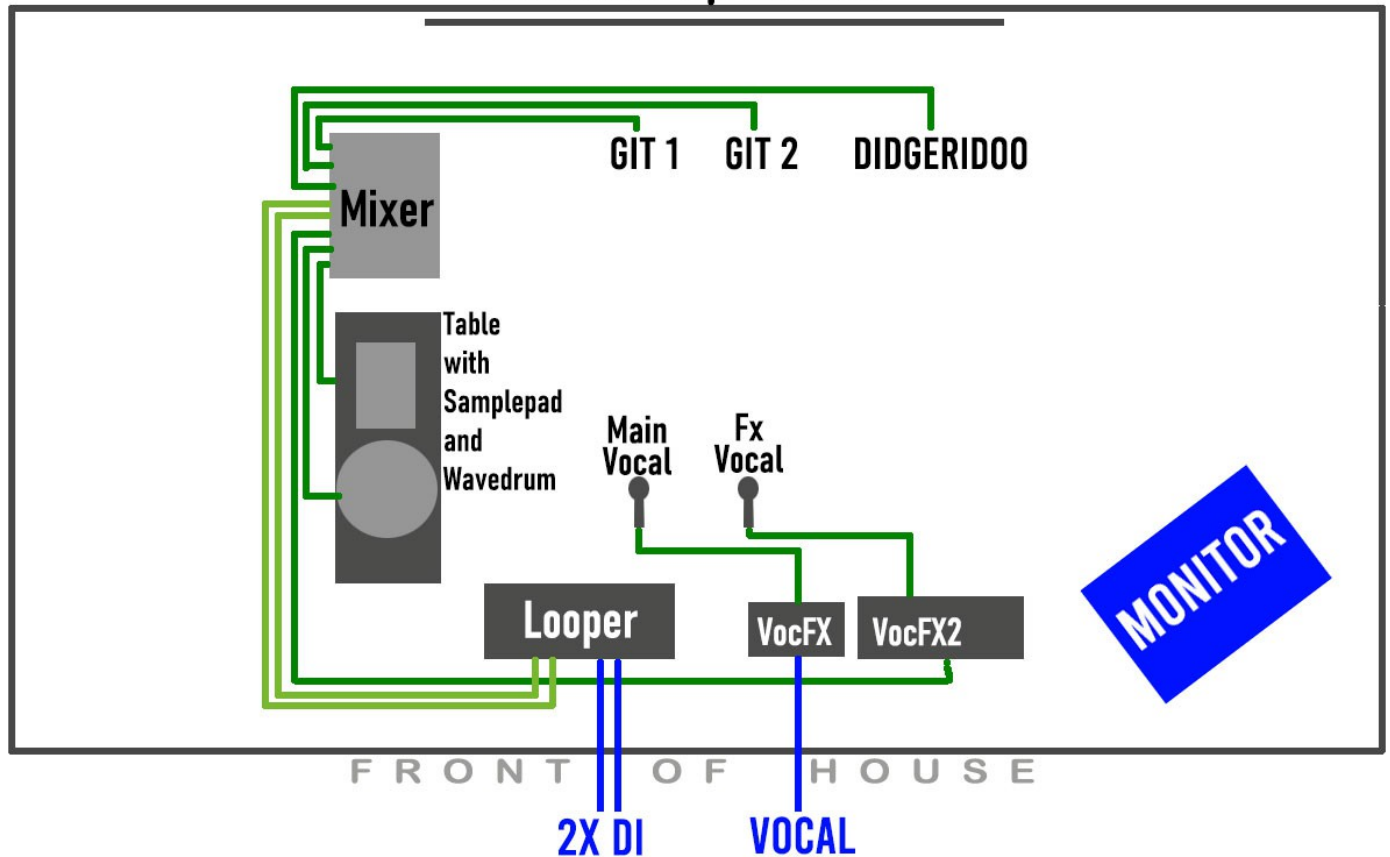 GIT 1
GIT 2
DIDGERIDOO
Mixer
Table
with
Samplepad
and
Wavedrum
Main
Vocal
Fx
Vocal
MONITOR
Looper
VocFX
VocFX2
FRONT OF HOUSE
2X DI
VOCAL